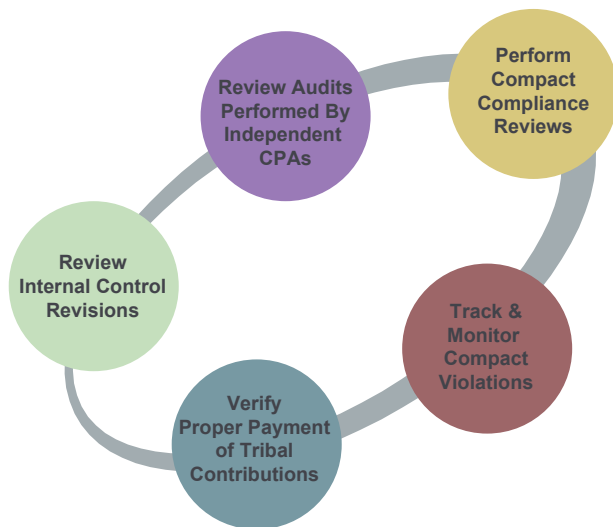 Perform
Compact
Compliance
Reviews
Review Audits
Performed By
Independent
CPAs
Review
Internal Control
Revisions
Track &
Monitor
Compact
Violations
Verify
Proper Payment
of Tribal
Contributions